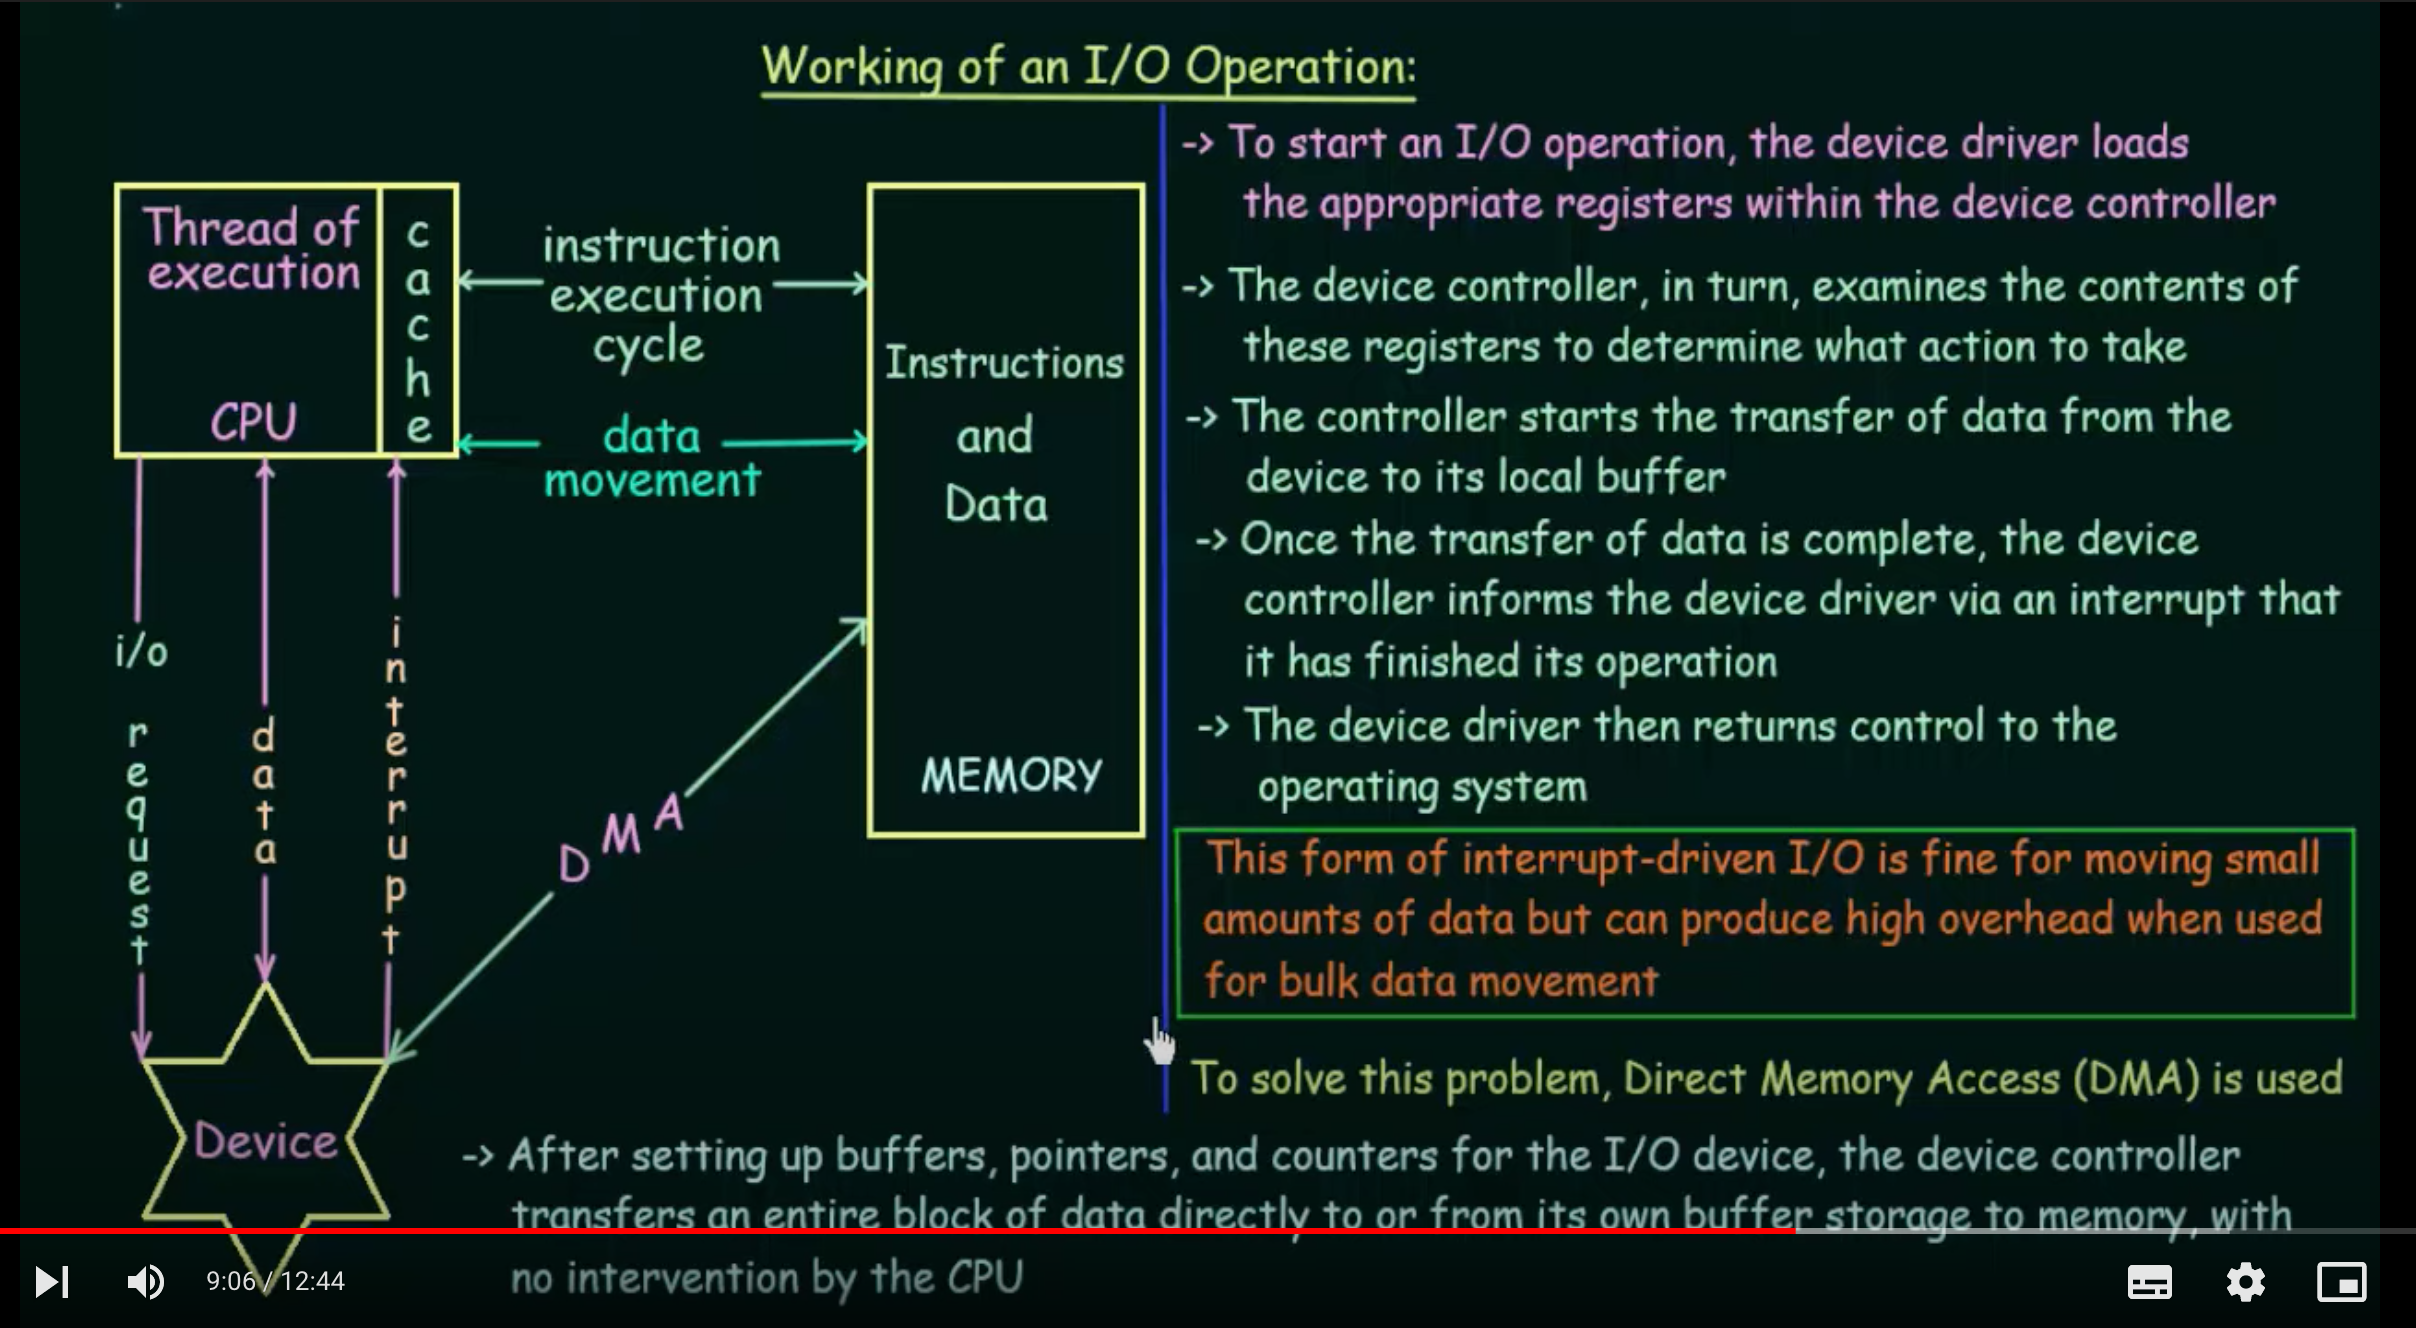 Working of an I/O Operation:
Thread of
execution
CPU
cache
instruction
execution
cycle
data
movement
Instructions
and
Data
MEMORY
i/o request
data
interrupt
DMA
Device
-> To start an I/O operation, the device driver loads
the appropriate registers within the device controller
-> The device controller, in turn, examines the contents of
these registers to determine what action to take
-> The controller starts the transfer of data from the
device to its local buffer
-> Once the transfer of data is complete, the device
controller informs the device driver via an interrupt that
it has finished its operation
-> The device driver then returns control to the
operating system
This form of interrupt-driven I/O is fine for moving small
amounts of data but can produce high overhead when used
for bulk data movement
To solve this problem, Direct Memory Access (DMA) is used
-> After setting up buffers, pointers, and counters for the I/O device, the device controller
transfers an entire block of data directly to or from its own buffer storage to memory, with
no intervention by the CPU
9:06 / 12:44